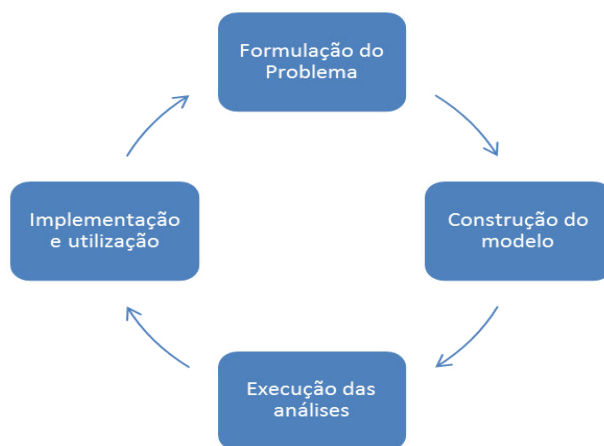 Formulação do
Problema
Construção do
modelo
Execução das
análises
Implementação
e utilização